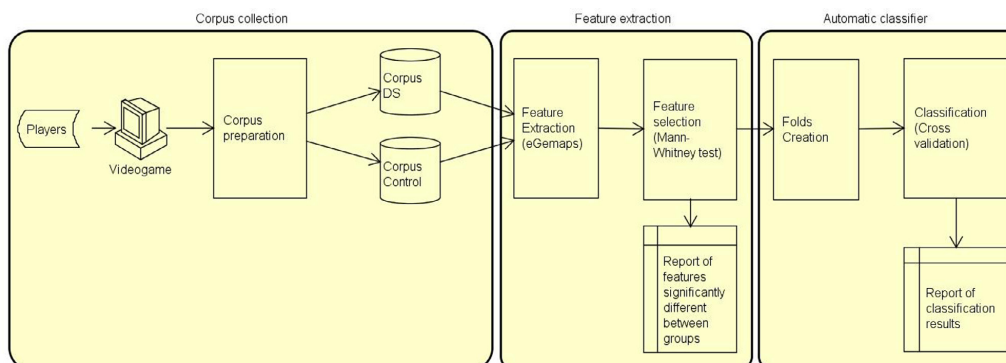 Corpus collection
Feature extraction
Automatic classifier
Players
Videogame
Corpus
preparation
Corpus
DS
Corpus
Control
Feature
Extraction
(eGemaps)
Feature
selection
(Mann-
Whitney test)
Report of
features
significantly
different
between
groups
Folds
Creation
Classification
(Cross
validation)
Report of
classification
results